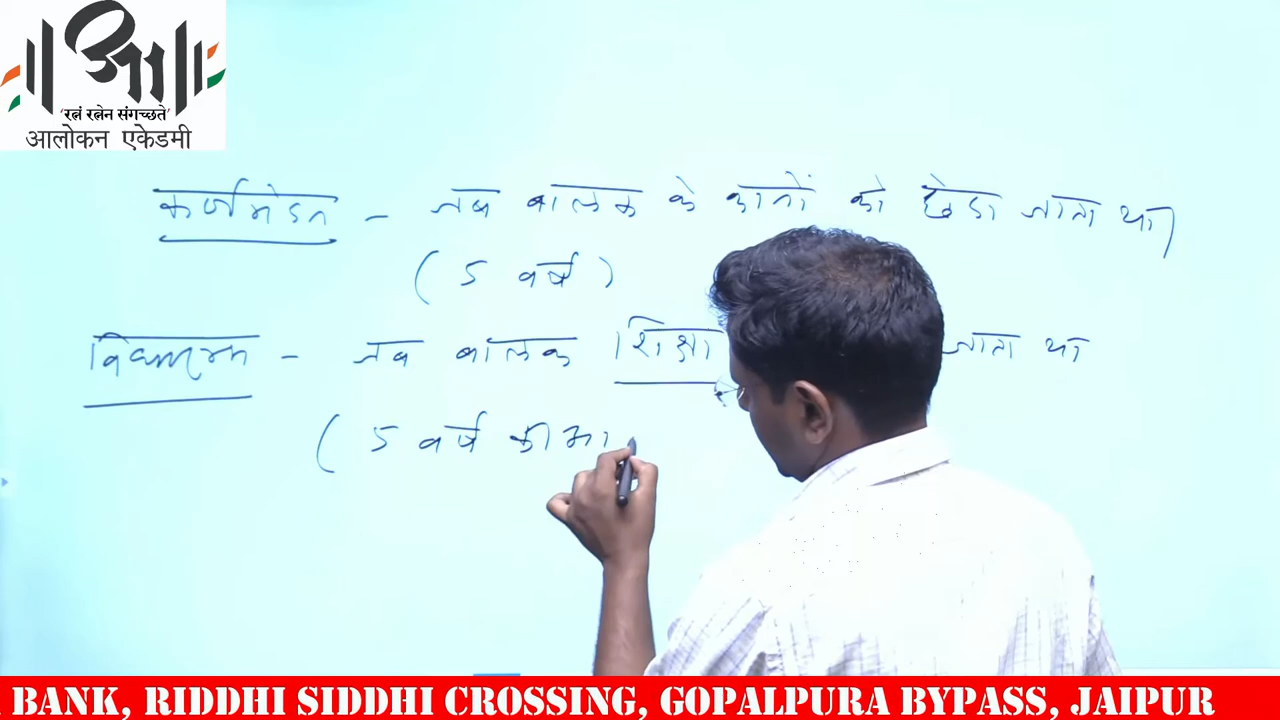 'रत्नं रत्नेन संगच्छते'
आलोकन एकेडमी
कर्णभेदन - जब बालक के कानों को छेदा जाता था।
( 5 वर्ष )
विद्यारम्भ - जब बालक शिक्षा जाता था
( 5 वर्ष की
BANK, RIDDHI SIDDHI CROSSING, GOPALPURA BYPASS, JAIPUR